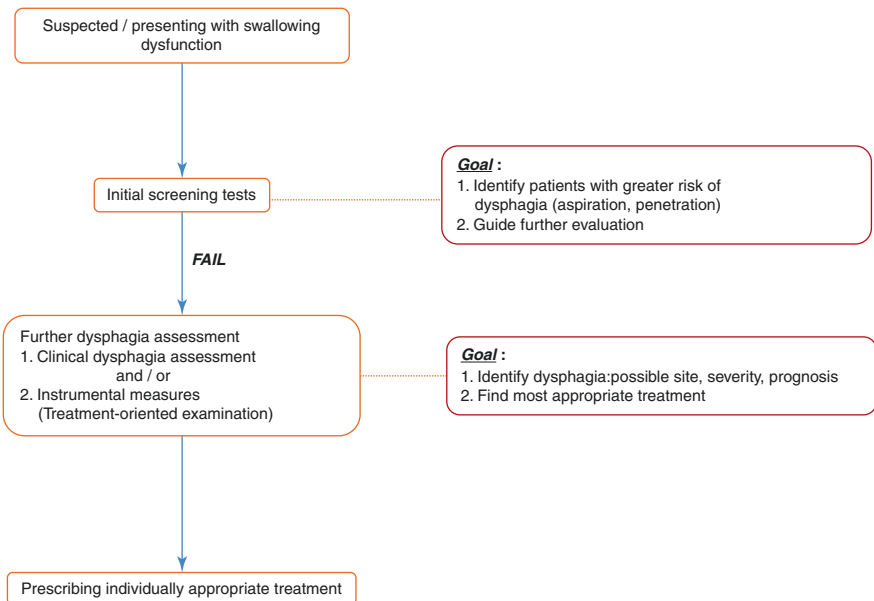 Suspected / presenting with swallowing
dysfunction
Initial screening tests
Goal :
1. Identify patients with greater risk of
dysphagia (aspiration, penetration)
2. Guide further evaluation
FAIL
Further dysphagia assessment
1. Clinical dysphagia assessment
and / or
2. Instrumental measures
(Treatment-oriented examination)
Goal :
1. Identify dysphagia:possible site, severity, prognosis
2. Find most appropriate treatment
Prescribing individually appropriate treatment